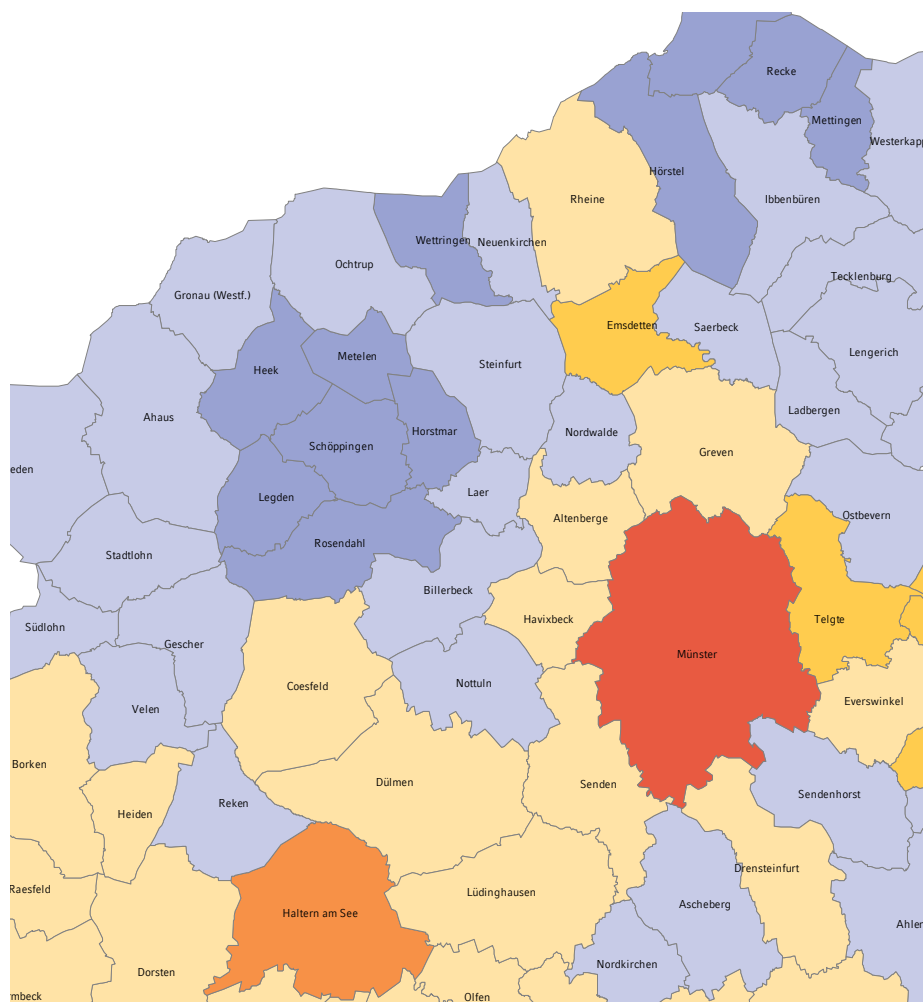 Recke
Mettingen
Westerkapp
Hörstel
Rheine
Ibbenbüren
Wettringen
Neuenkirchen
Ochtrup
Tecklenburg
Gronau (Westf.)
Emsdetten
Saerbeck
Metelen
Lengerich
Steinfurt
Heek
Ladbergen
Ahaus
Horstmar
Nordwalde
Schöppingen
Greven
eden
Laer
Legden
Ostbevern
Altenberge
Rosendahl
Stadtlohn
Billerbeck
Havixbeck
Telgte
Südlohn
Gescher
Münster
Nottuln
Coesfeld
Everswinkel
Velen
Borken
Dülmen
Senden
Sendenhorst
Reken
Heiden
Drensteinfurt
Raesfeld
Lüdinghausen
Ascheberg
Haltern am See
Ahler
Nordkirchen
Dorsten
mbeck
Olfen